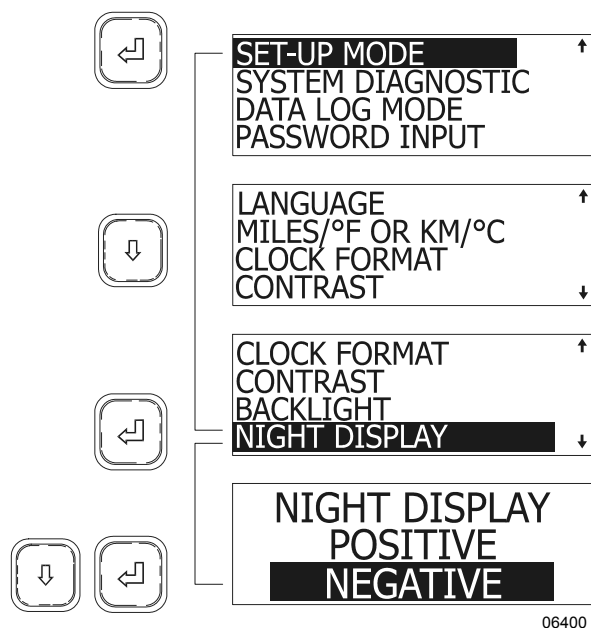 SET-UP MODE
SYSTEM DIAGNOSTIC
DATA LOG MODE
PASSWORD INPUT
LANGUAGE
MILES/°F OR KM/°C
CLOCK FORMAT
CONTRAST
CLOCK FORMAT
CONTRAST
BACKLIGHT
NIGHT DISPLAY
NIGHT DISPLAY
POSITIVE
NEGATIVE
06400